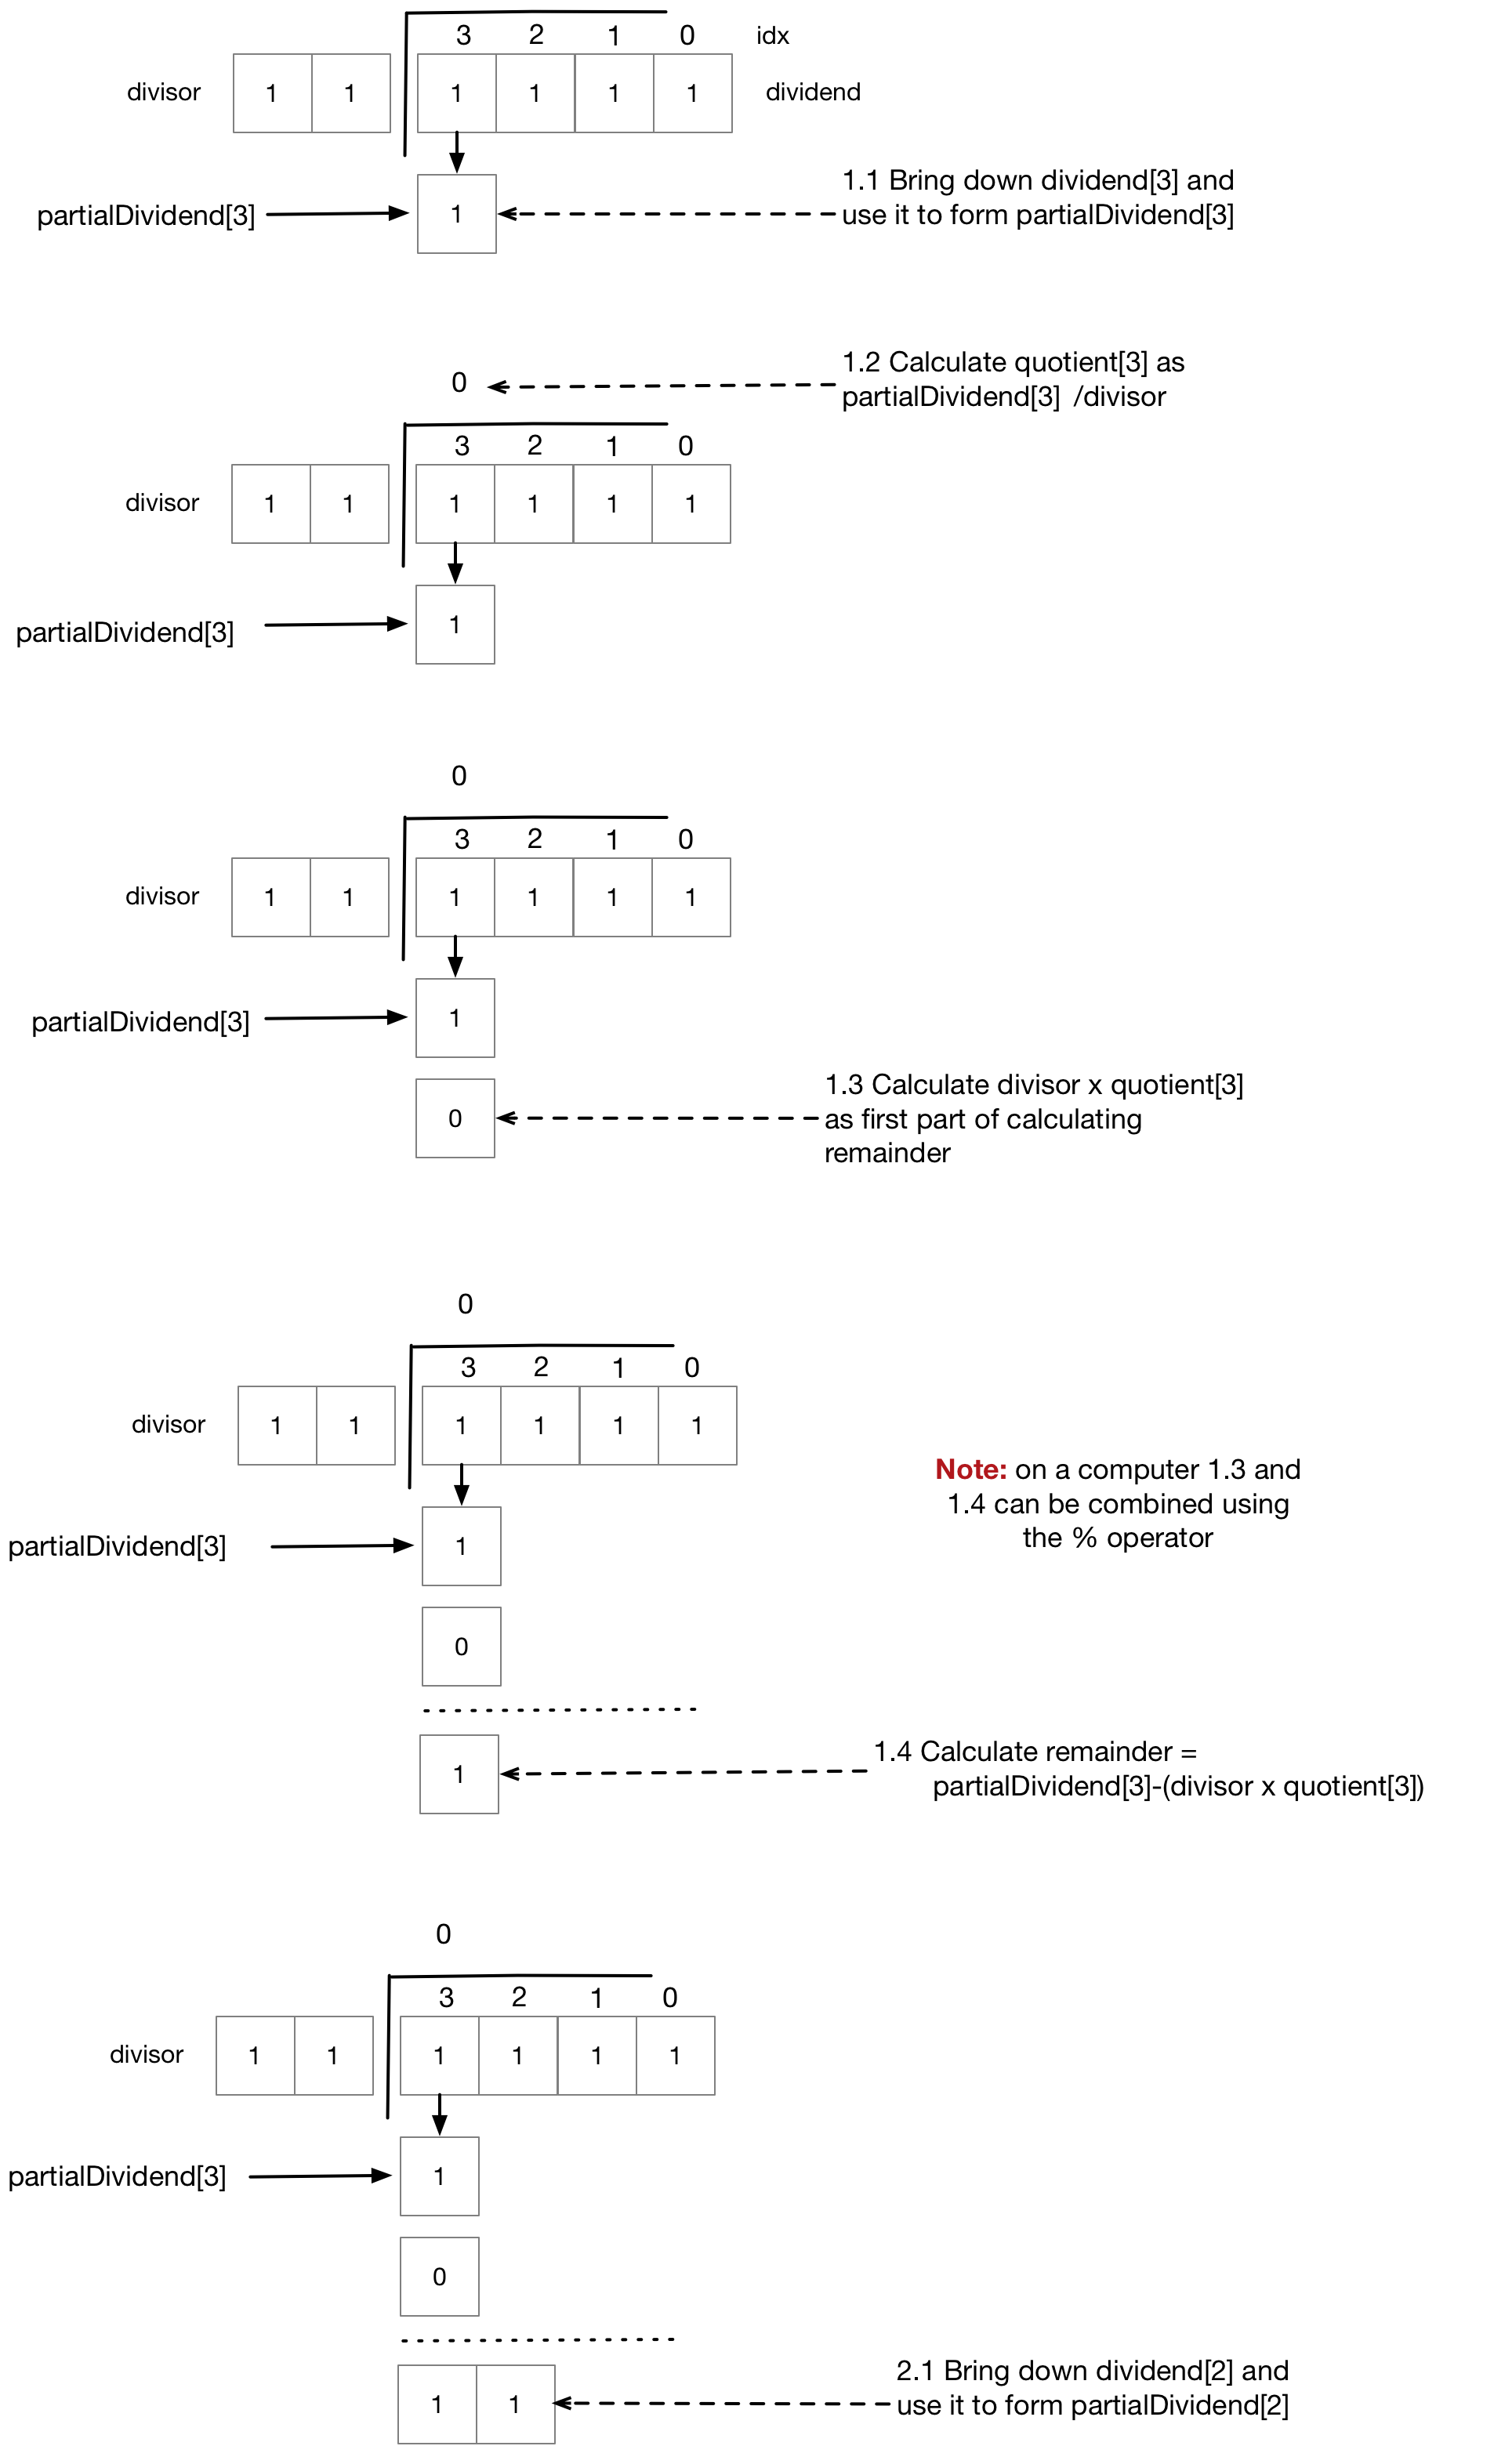 3 2 1 0 idx
divisor 1 1 1 1 1 1 dividend
1.1 Bring down dividend[3] and
use it to form partialDividend[3]
partialDividend[3] 1
0
1.2 Calculate quotient[3] as
partialDividend[3] /divisor
3 2 1 0
divisor 1 1 1 1 1 1
partialDividend[3] 1
0
3 2 1 0
divisor 1 1 1 1 1 1
partialDividend[3] 1
0
1.3 Calculate divisor x quotient[3]
as first part of calculating
remainder
0
3 2 1 0
divisor 1 1 1 1 1 1
Note: on a computer 1.3 and
1.4 can be combined using
the % operator
partialDividend[3] 1
0
1
1.4 Calculate remainder =
partialDividend[3]-(divisor x quotient[3])
0
3 2 1 0
divisor 1 1 1 1 1 1
partialDividend[3] 1
0
1 1
2.1 Bring down dividend[2] and
use it to form partialDividend[2]